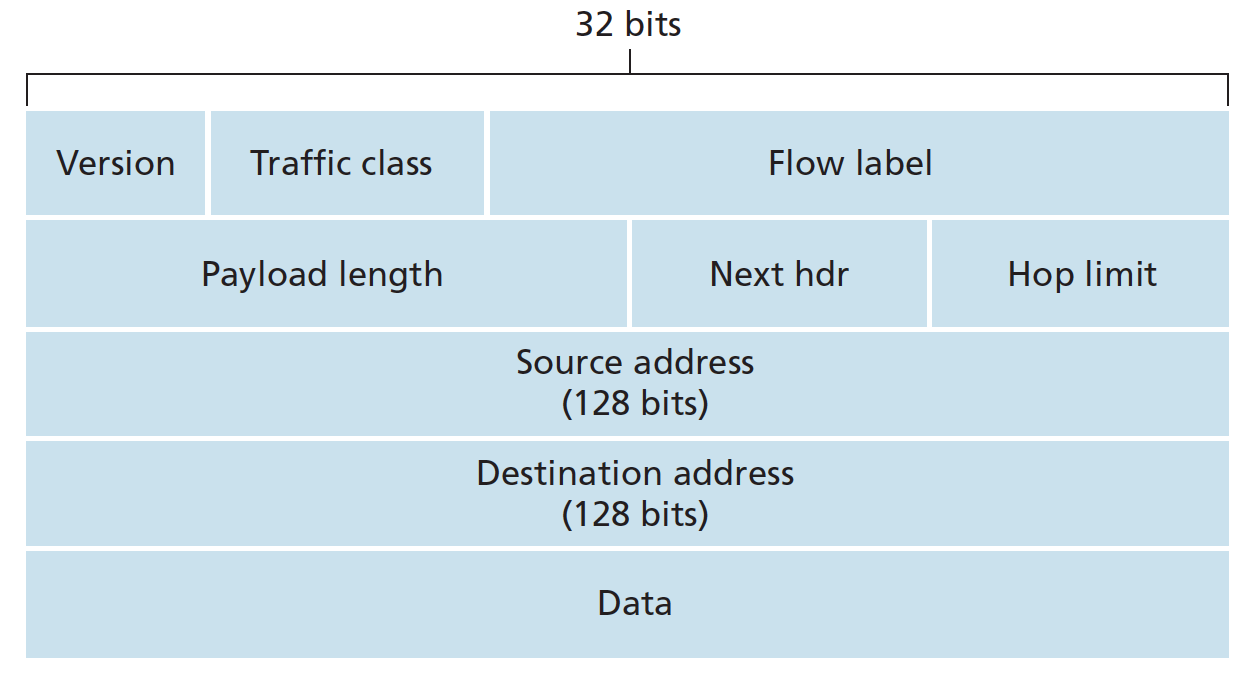 32 bits
Version Traffic class Flow label
Payload length Next hdr Hop limit
Source address
(128 bits)
Destination address
(128 bits)
Data